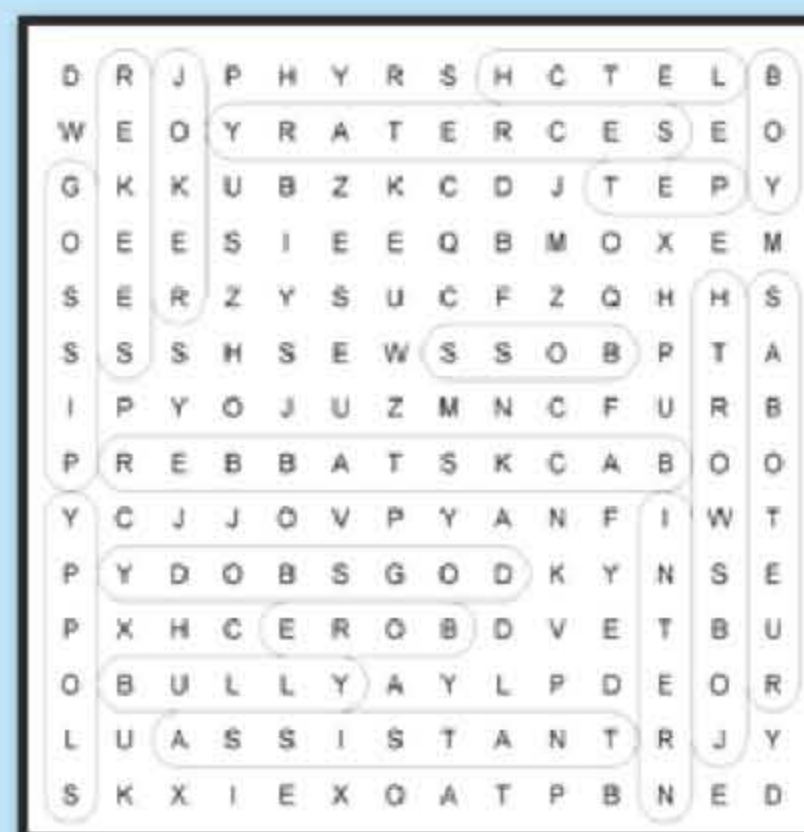 D R J P H Y R S H C T E L B
W E O Y R A T E R C E S E O
G K K U B Z K C D J T E P Y
O E E S I E E Q B M O X E M
S E R Z Y S U C F Z Q H H S
S S S H S E W S S O B P T A
I P Y O J U Z M N C F U R B
P R E B B A T S K C A B O O
Y C J J O V P Y A N F I W T
P Y D O B S G O D K Y N S E
P X H C E R O B D V E T B U
O B U L L Y A Y L P D E O R
L U A S S I S T A N T R J Y
S K X I E X O A T P B N E D